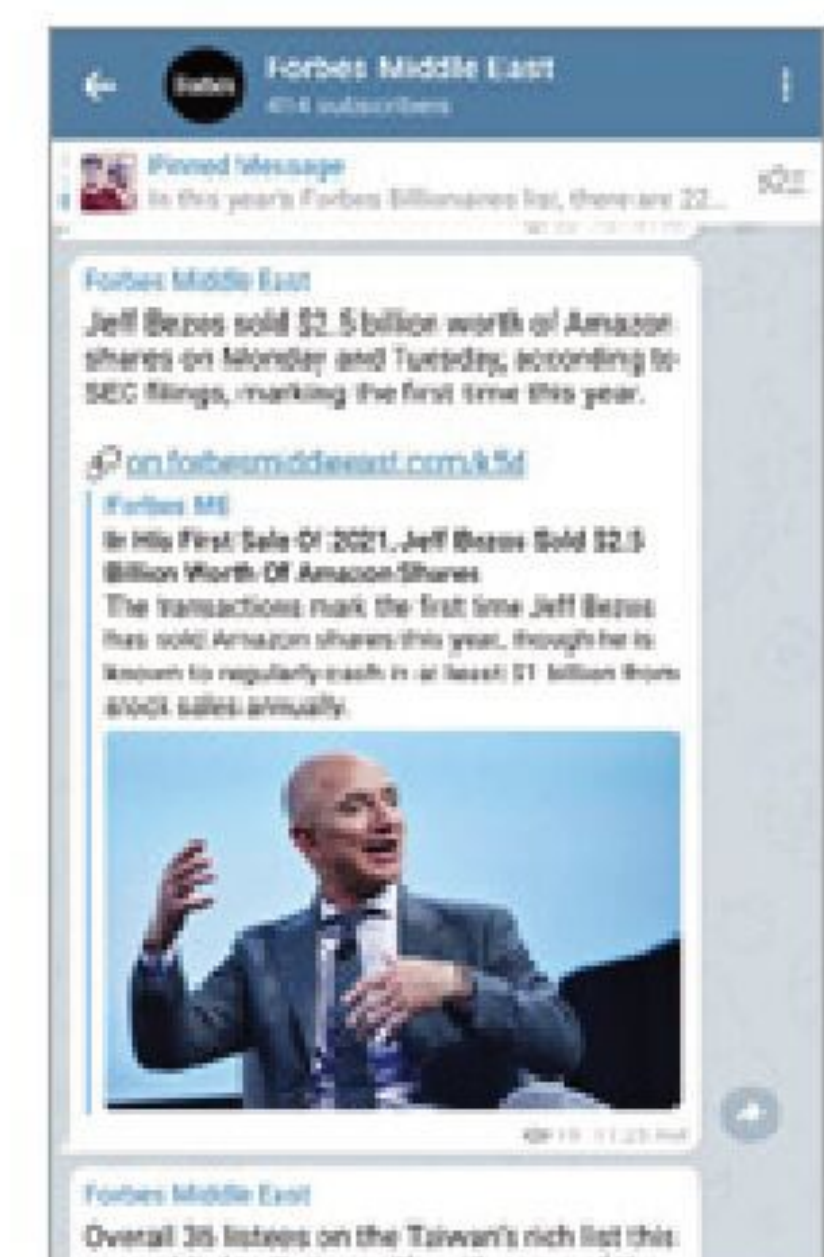 Forbes
Forbes Middle East
414 subscribers
Pinned Message
In this year's Forbes Billionaires list, there are 22...
Forbes Middle East
Jeff Bezos sold $2.5 billion worth of Amazon
shares on Monday and Tuesday, according to
SEC filings, marking the first time this year.
Forbes ME
In His First Sale Of 2021, Jeff Bezos Sold $2.5
Billion Worth Of Amazon Shares
The transactions mark the first time Jeff Bezos
has sold Amazon shares this year, though he is
known to regularly cash in at least $1 billion from
stock sales annually.
Forbes Middle East
Overall 36 listees on the Taiwan's rich list this